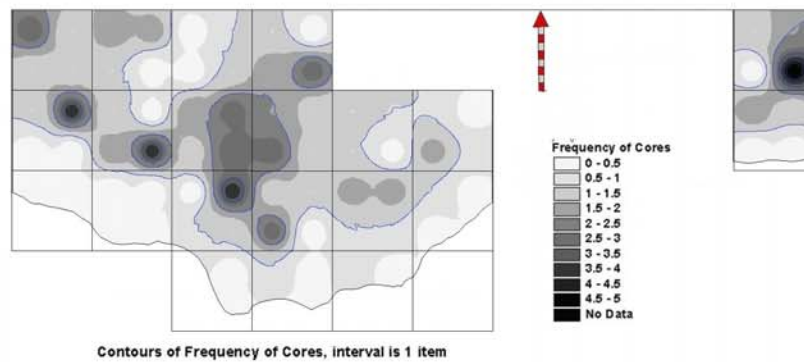 Frequency of Cores
0 - 0.5
0.5 - 1
1 - 1.5
1.5 - 2
2 - 2.5
2.5 - 3
3 - 3.5
3.5 - 4
4 - 4.5
4.5 - 5
No Data
Contours of Frequency of Cores, interval is 1 item